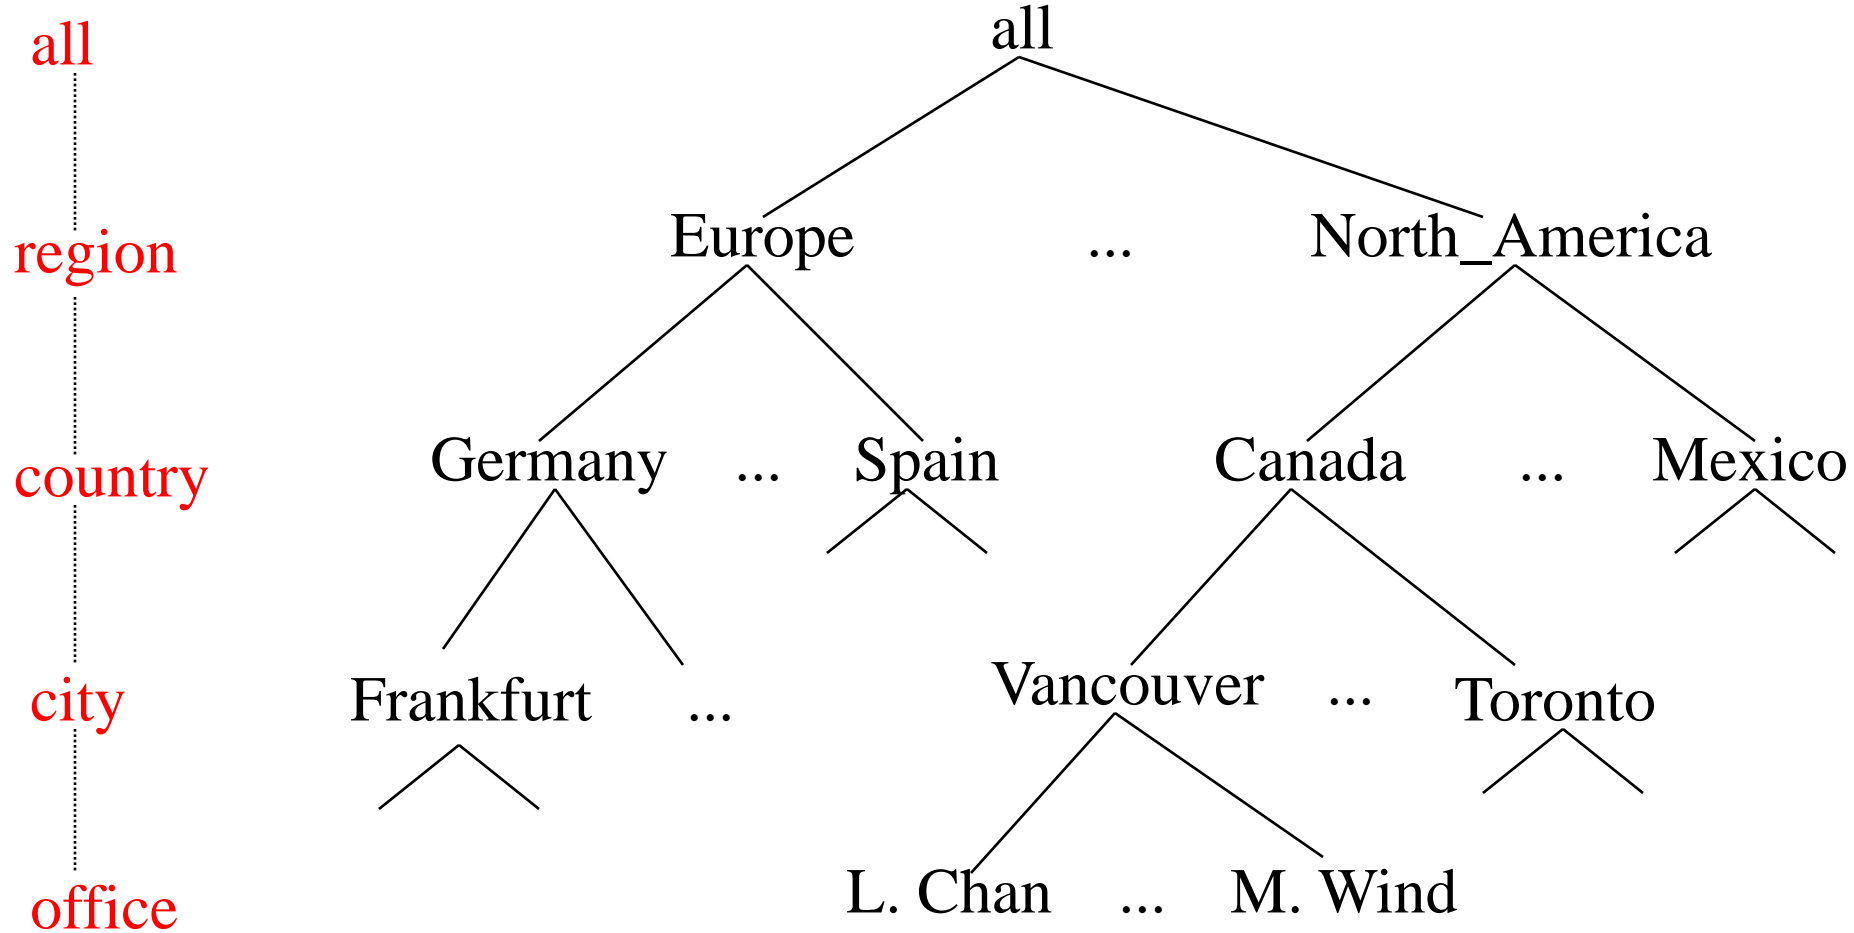 all
all
region
Europe ... North_America
country
Germany ... Spain Canada ... Mexico
city
Frankfurt ... Vancouver ... Toronto
office
L. Chan ... M. Wind